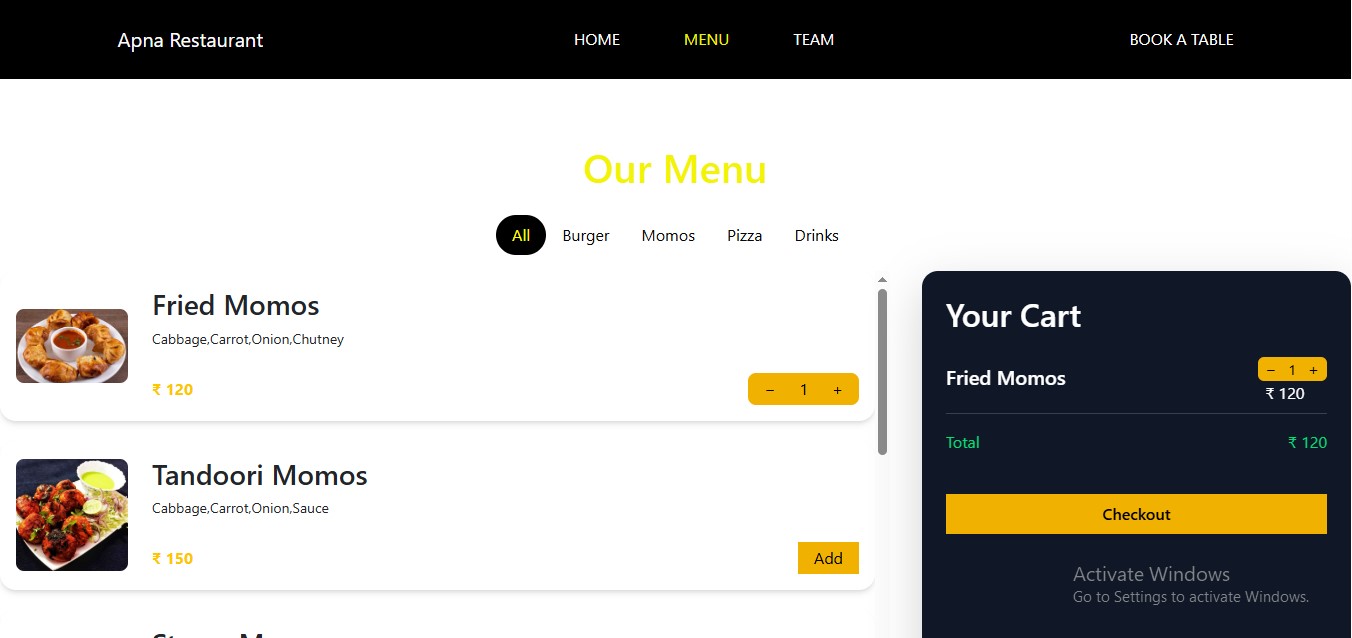 Apna Restaurant
HOME
MENU
TEAM
BOOK A TABLE
Our Menu
All
Burger
Momos
Pizza
Drinks
Fried Momos
Cabbage,Carrot,Onion,Chutney
₹ 120
− 1 +
Tandoori Momos
Cabbage,Carrot,Onion,Sauce
₹ 150
Add
Your Cart
Fried Momos
− 1 +
₹ 120
Total
₹ 120
Checkout
Activate Windows
Go to Settings to activate Windows.